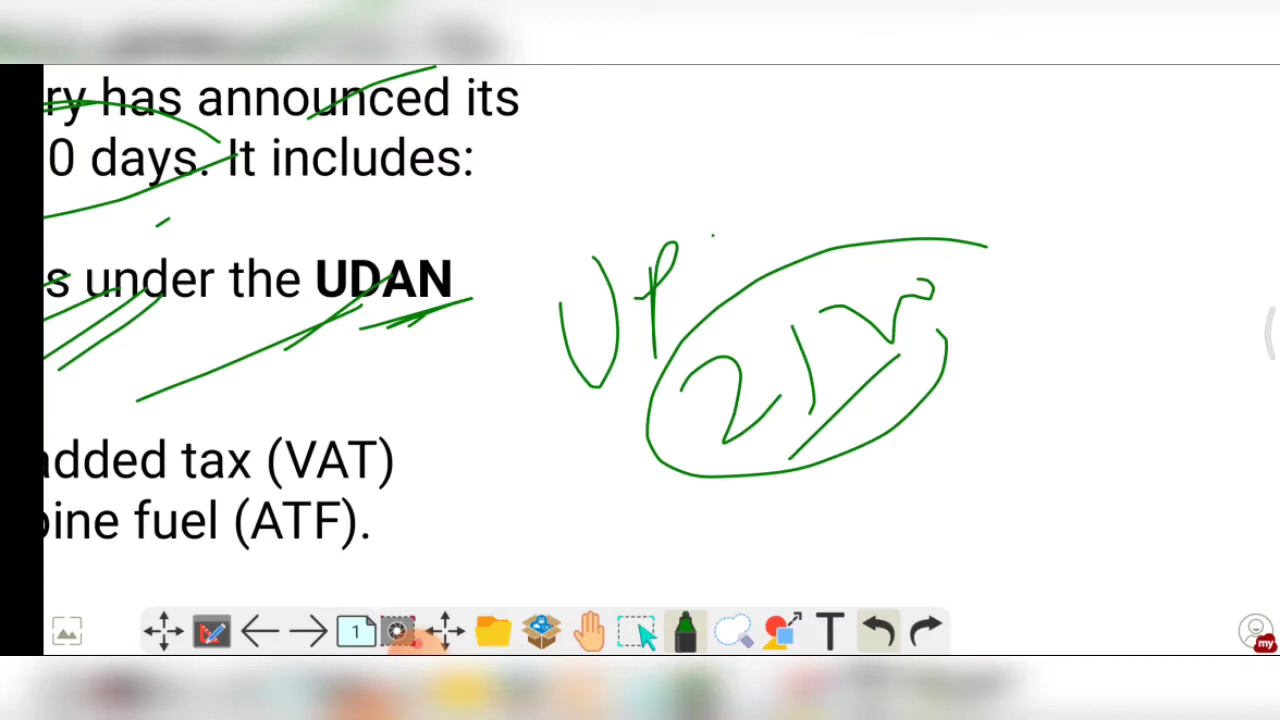 ry has announced its
0 days. It includes:
s under the UDAN
UP
21%
added tax (VAT)
bine fuel (ATF).
1
T
my